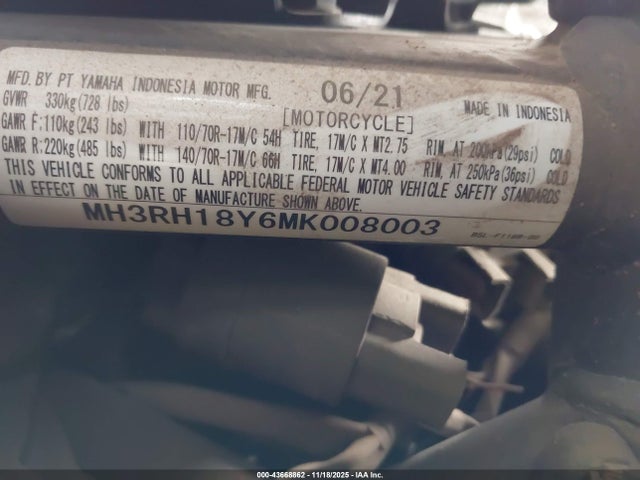 MFD. BY PT YAMAHA INDONESIA MOTOR MFG. 06/21 MADE IN INDONESIA
GVWR 330kg(728 lbs) [MOTORCYCLE]
GAWR F:110kg(243 lbs) WITH 110/70R-17M/C 54H TIRE, 17M/C X MT2.75 RIM, AT 200kPa(29psi) COLD
GAWR R:220kg(485 lbs) WITH 140/70R-17M/C 66H TIRE, 17M/C X MT4.00 RIM, AT 250kPa(36psi) COLD
THIS VEHICLE CONFORMS TO ALL APPLICABLE FEDERAL MOTOR VEHICLE SAFETY STANDARDS
IN EFFECT ON THE DATE OF MANUFACTURE SHOWN ABOVE.
MH3RH18Y6MK008003
000-43668862 - 11/18/2025 - IAA Inc.